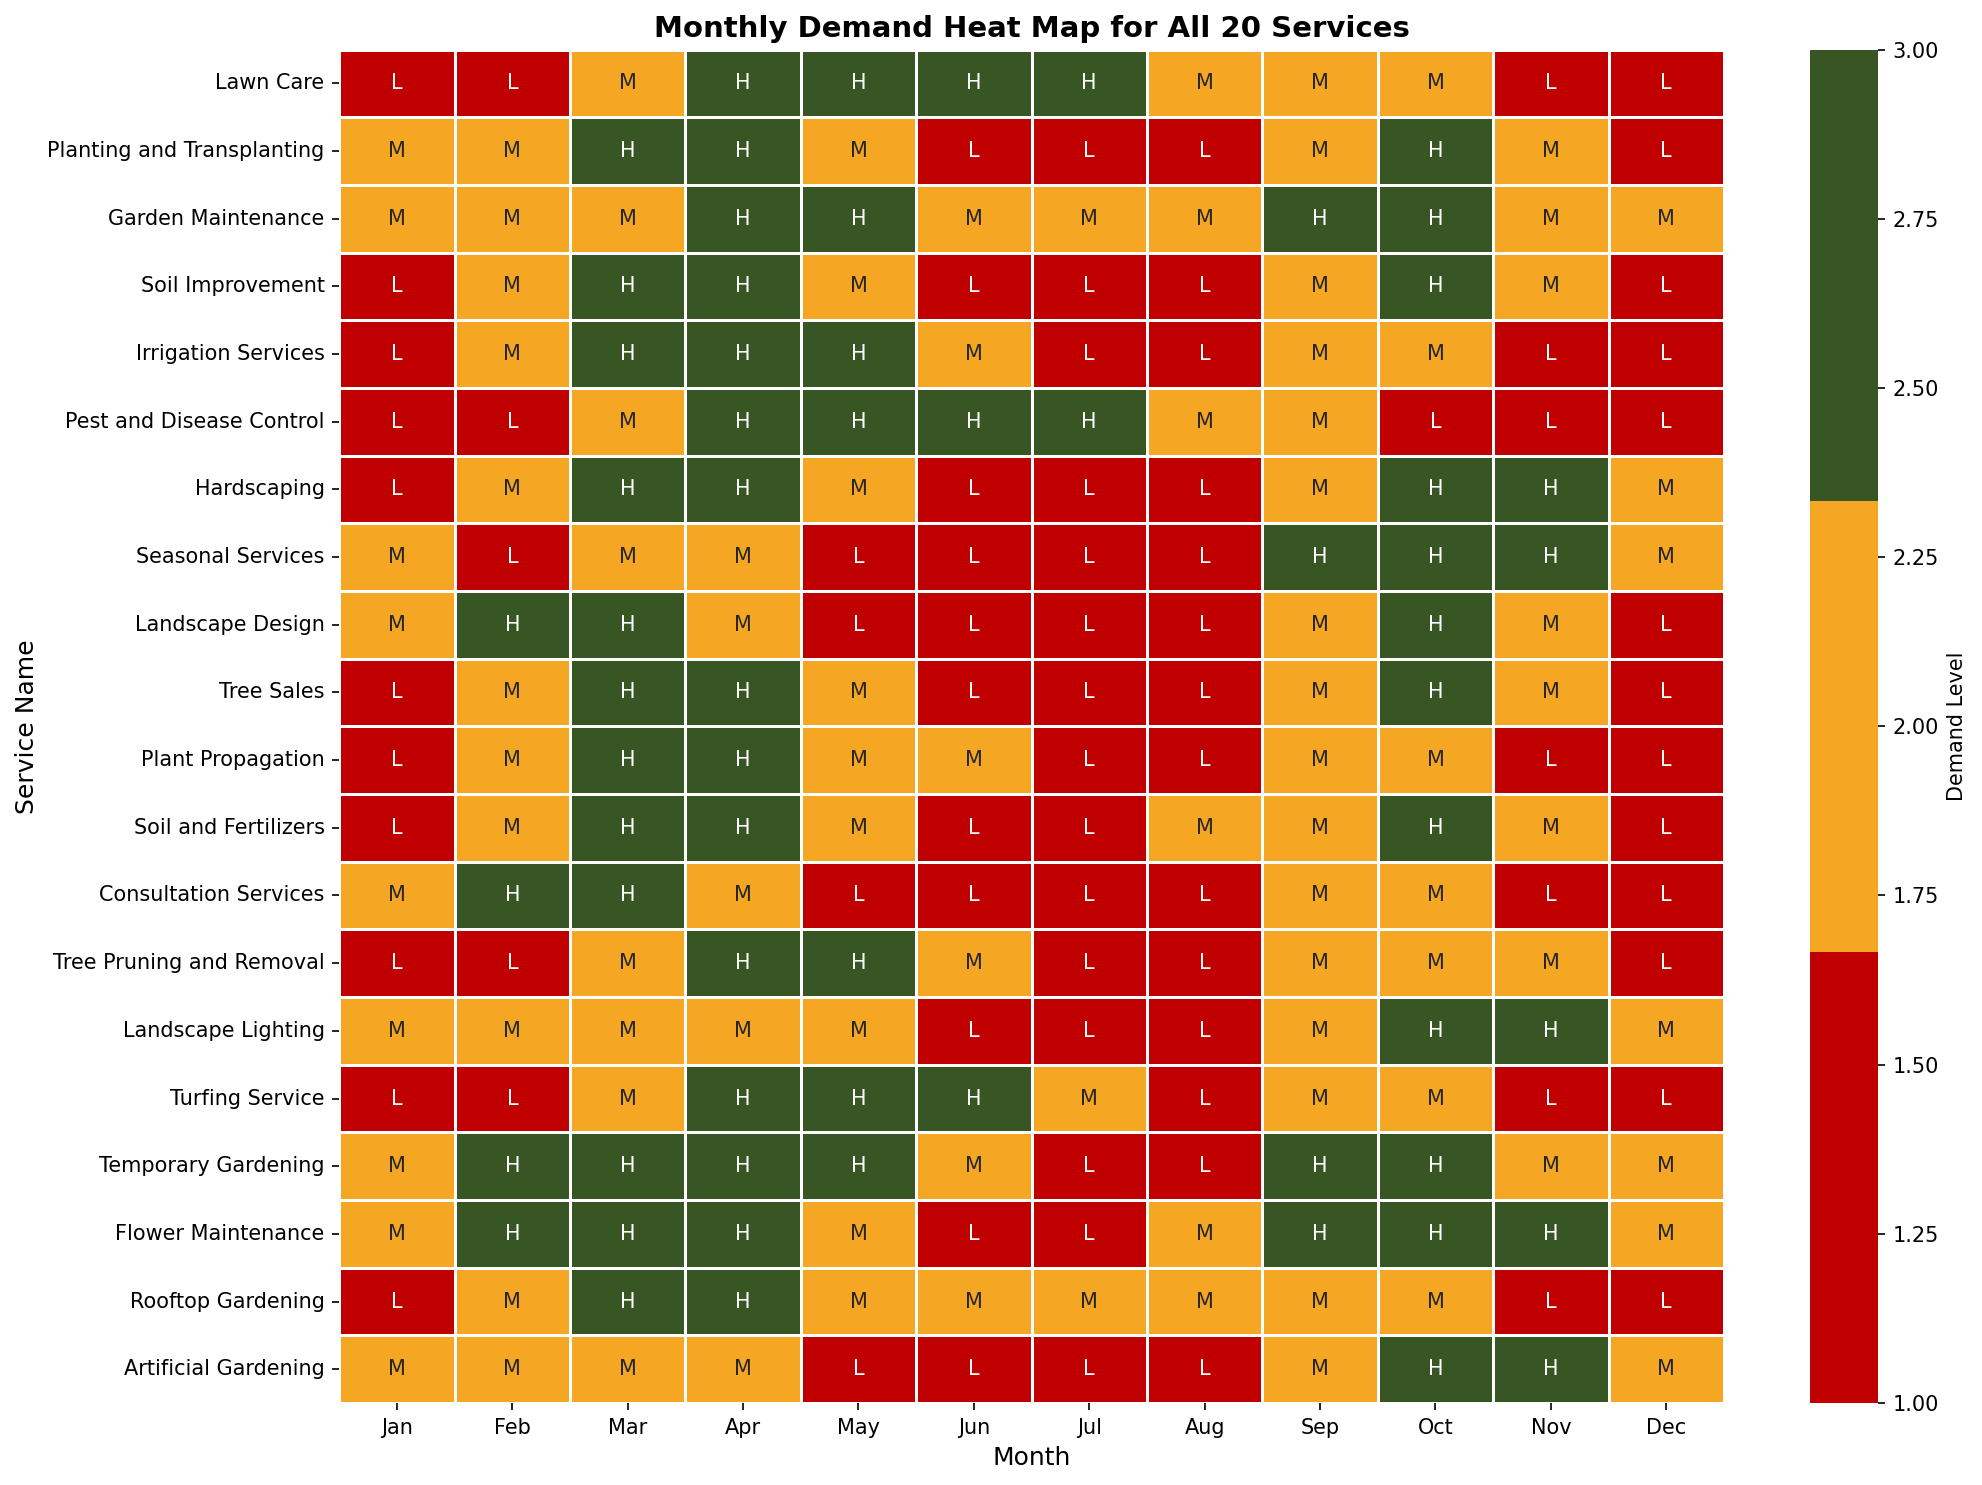 Monthly Demand Heat Map for All 20 Services
Lawn Care L L M H H H H M M M L L
Planting and Transplanting M M H H M L L L M H M L
Garden Maintenance M M M H H M M M H H M M
Soil Improvement L M H H M L L L M H M L
Irrigation Services L M H H H M L L M M L L
Pest and Disease Control L L M H H H H M M L L L
Hardscaping L M H H M L L L M H H M
Seasonal Services M L M M L L L L H H H M
Landscape Design M H H M L L L L M H M L
Tree Sales L M H H M L L L M H M L
Plant Propagation L M H H M M L L M M L L
Soil and Fertilizers L M H H M L L M M H M L
Consultation Services M H H M L L L L M M L L
Tree Pruning and Removal L L M H H M L L M M M L
Landscape Lighting M M M M M L L L M H H M
Turfing Service L L M H H H M L M M L L
Temporary Gardening M H H H H M L L H H M M
Flower Maintenance M H H H M L L M H H H M
Rooftop Gardening L M H H M M M M M M L L
Artificial Gardening M M M M L L L L M H H M
Jan Feb Mar Apr May Jun Jul Aug Sep Oct Nov Dec
Month
Service Name
3.00
2.75
2.50
2.25
2.00
1.75
1.50
1.25
1.00
Demand Level